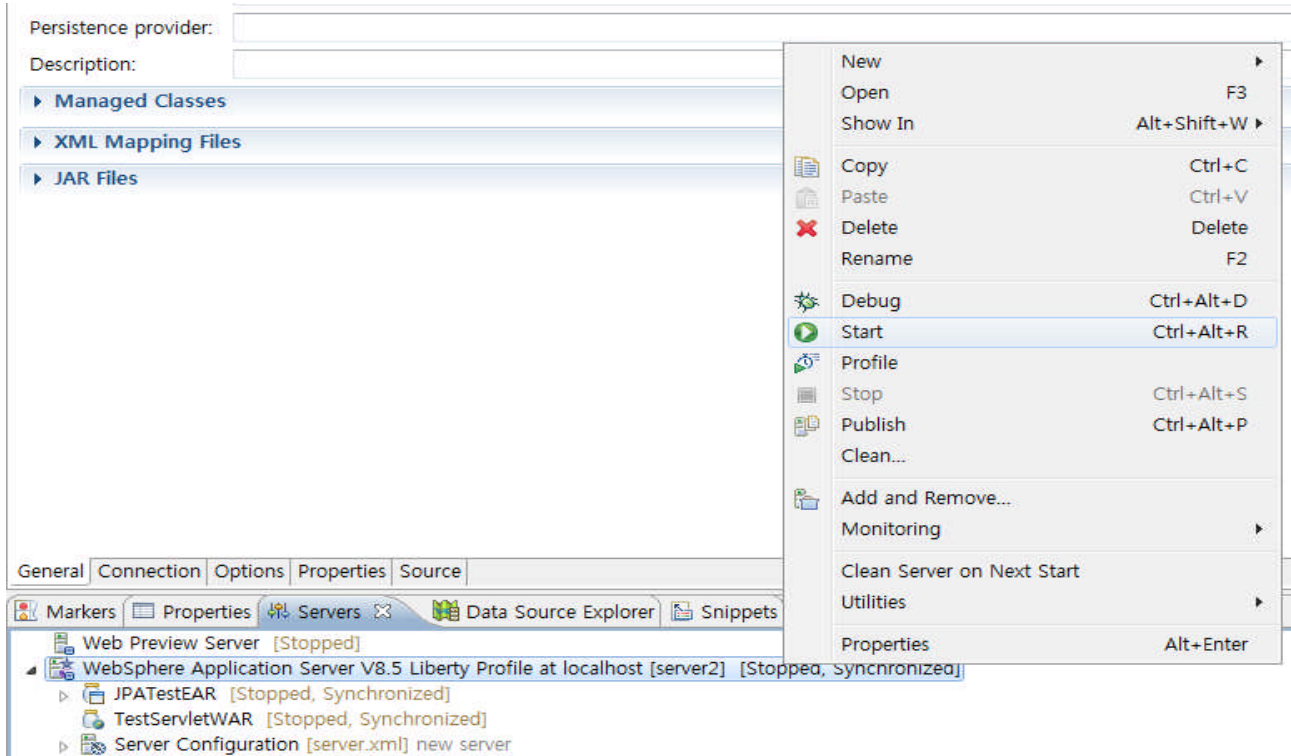 Persistence provider:
Description:
Managed Classes
XML Mapping Files
JAR Files
New
Open F3
Show In Alt+Shift+W
Copy Ctrl+C
Paste Ctrl+V
Delete Delete
Rename F2
Debug Ctrl+Alt+D
Start Ctrl+Alt+R
Profile
Stop Ctrl+Alt+S
Publish Ctrl+Alt+P
Clean...
Add and Remove...
Monitoring
Clean Server on Next Start
Utilities
Properties Alt+Enter
General Connection Options Properties Source
Markers Properties Servers Data Source Explorer Snippets
Web Preview Server [Stopped]
WebSphere Application Server V8.5 Liberty Profile at localhost [server2] [Stopped, Synchronized]
JPATestEAR [Stopped, Synchronized]
TestServletWAR [Stopped, Synchronized]
Server Configuration [server.xml] new server